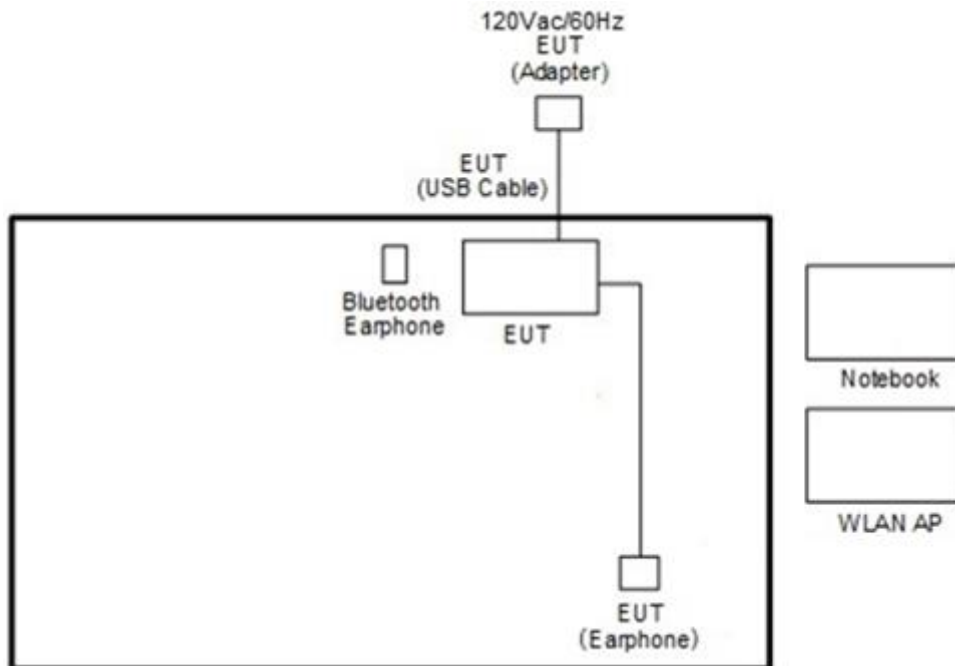 120Vac/60Hz
EUT
(Adapter)
EUT
(USB Cable)
Bluetooth
Earphone
EUT
Notebook
WLAN AP
EUT
(Earphone)